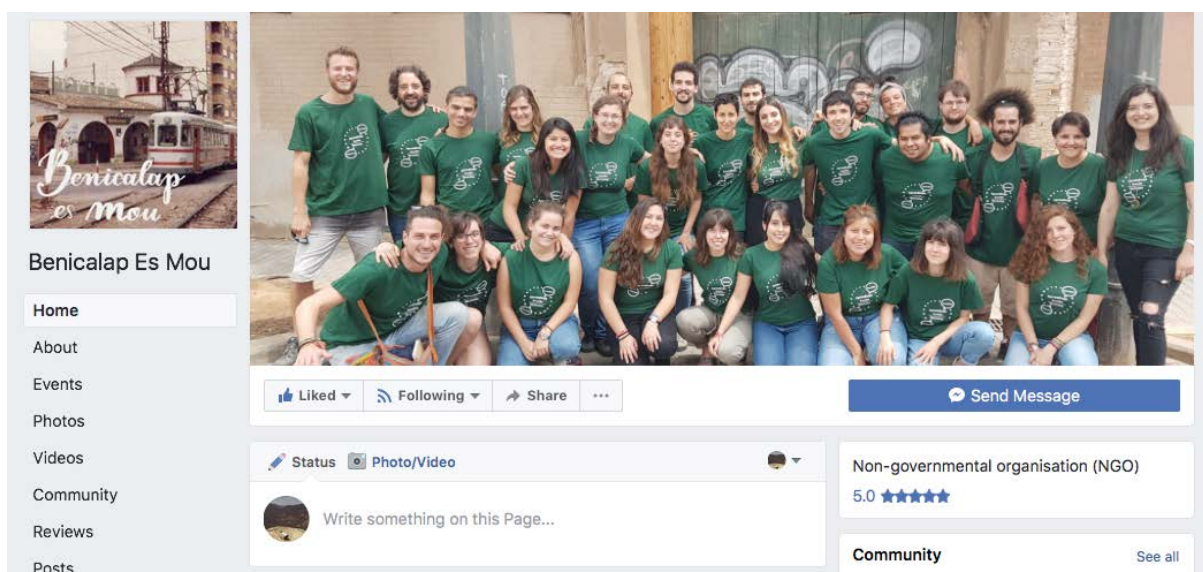 Benicalap
es Mou
Benicalap Es Mou
Home
About
Events
Photos
Videos
Community
Reviews
Posts
Liked
Following
Share
Send Message
Status
Photo/Video
Write something on this Page...
Non-governmental organisation (NGO)
5.0
Community
See all